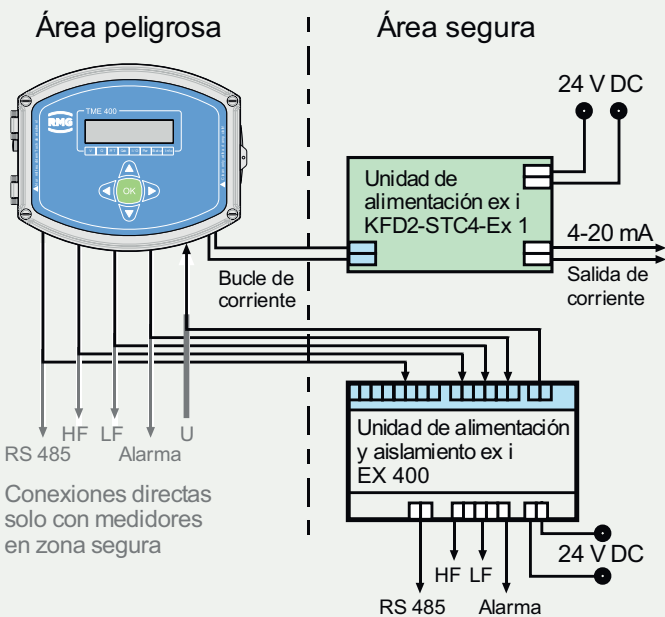 Área peligrosa
Área segura
RMG
TME 400
OK
24 V DC
Unidad de
alimentación ex i
KFD2-STC4-Ex 1
4-20 mA
Salida de
corriente
Bucle de
corriente
RS 485
HF
LF
Alarma
U
Conexiones directas
solo con medidores
en zona segura
Unidad de alimentación
y aislamiento ex i
EX 400
24 V DC
HF
LF
RS 485
Alarma